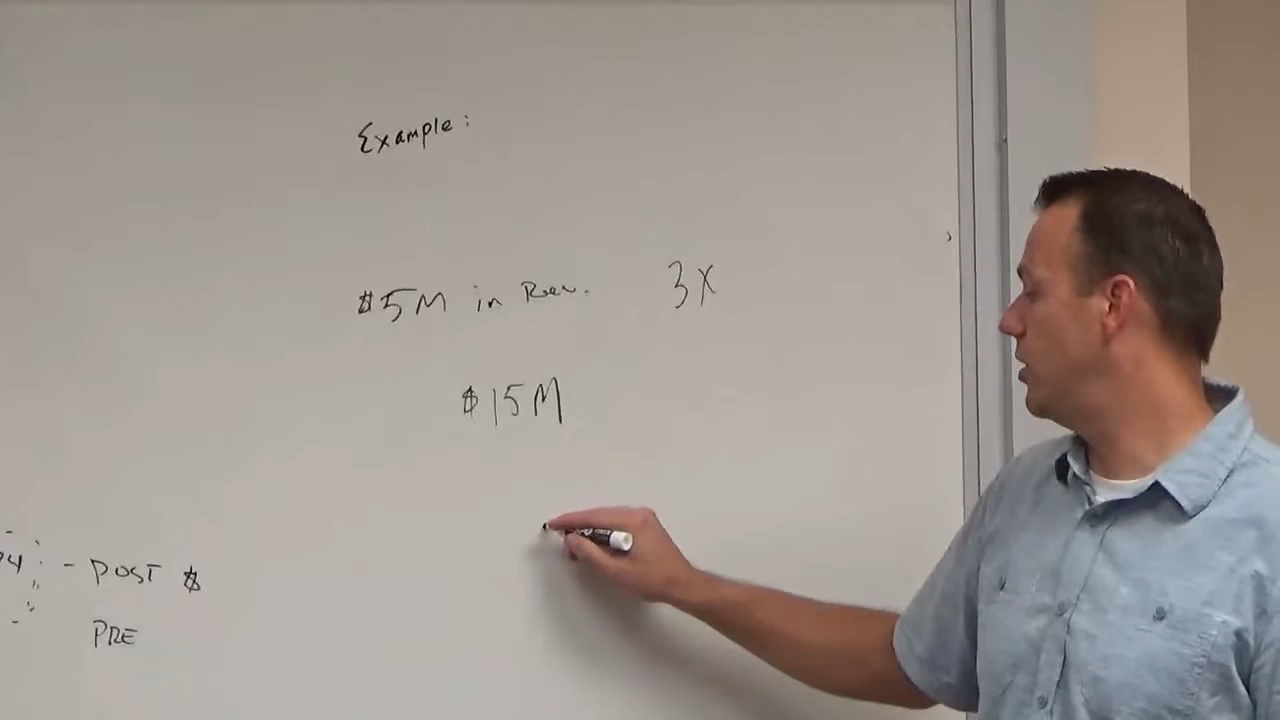 Example:
$5M in Rev. 3X
$15M
- POST $
PRE